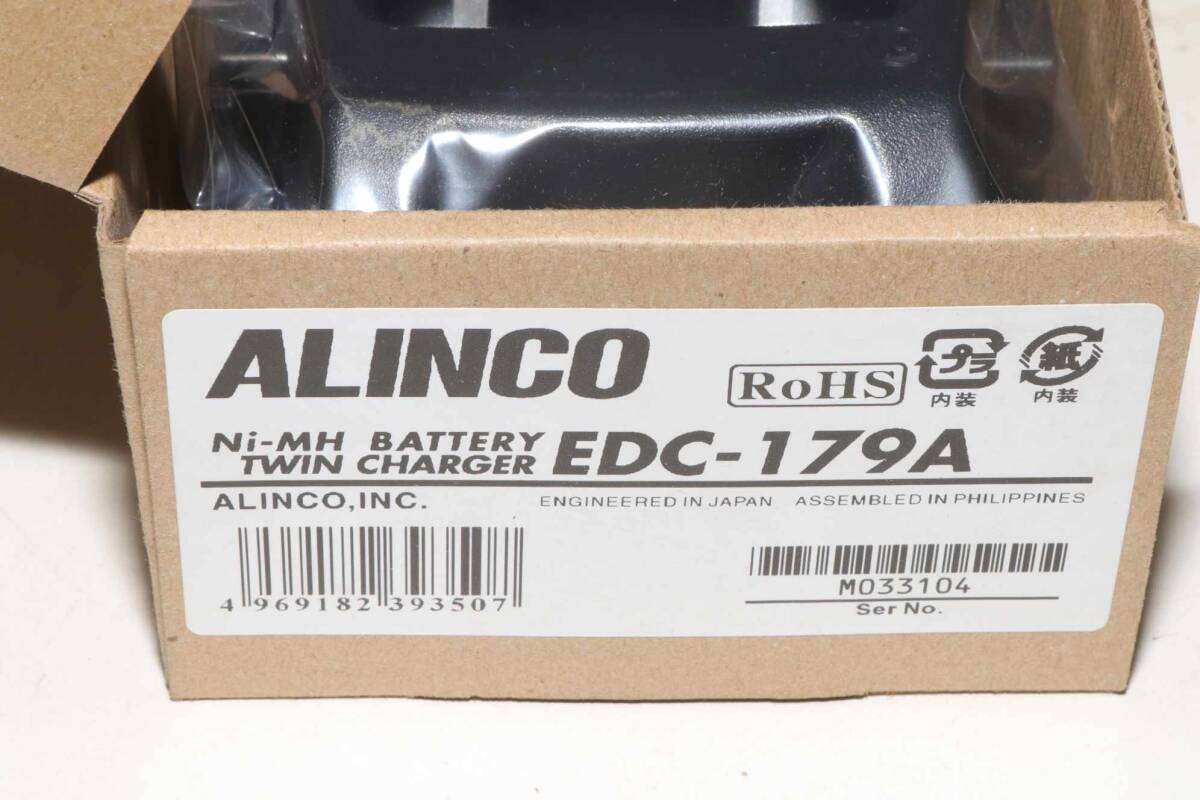 ALINCO
RoHS
プラ
内装
紙
内装
Ni-MH BATTERY
TWIN CHARGER
EDC-179A
ALINCO,INC.
ENGINEERED IN JAPAN ASSEMBLED IN PHILIPPINES
4 969182 393507
M033104
Ser No.